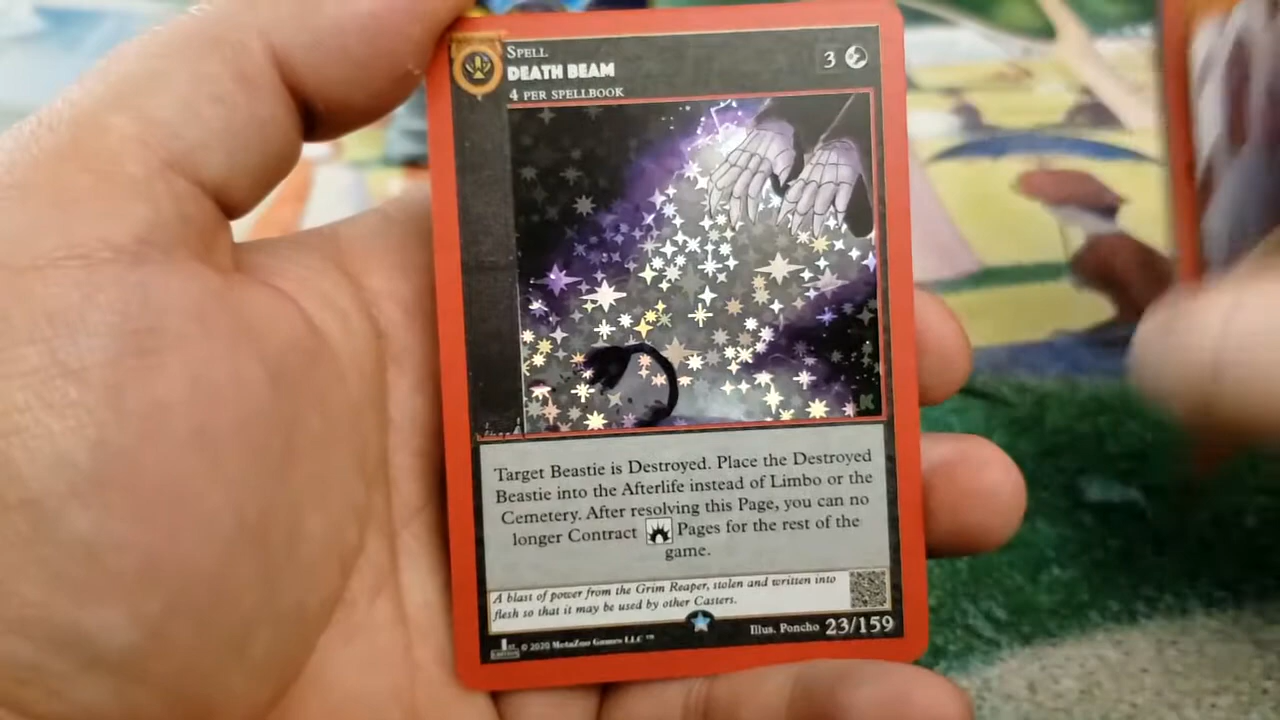 SPELL
DEATH BEAM
4 PER SPELLBOOK
3
Target Beastie is Destroyed. Place the Destroyed
Beastie into the Afterlife instead of Limbo or the
Cemetery. After resolving this Page, you can no
longer Contract Pages for the rest of the
game.
A blast of power from the Grim Reaper, stolen and written into
flesh so that it may be used by other Casters.
1st EDITION © 2020 MetaZoo Games LLC ™
Illus. Poncho 23/159